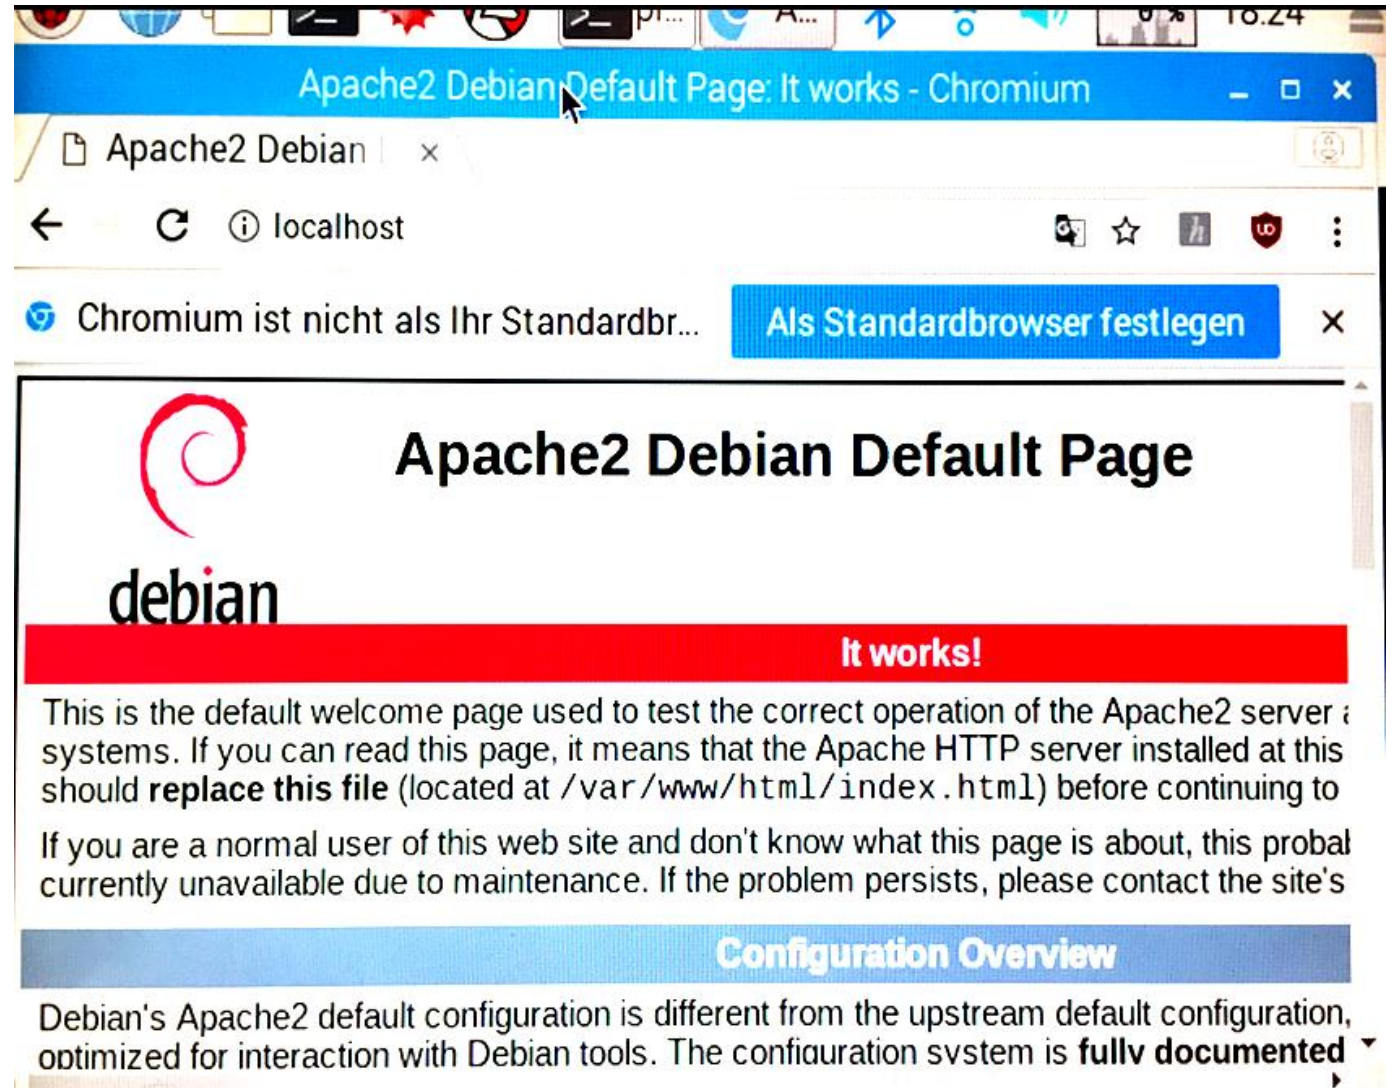 pr...
A...
0 %
18:24
Apache2 Debian Default Page: It works - Chromium
Apache2 Debian
localhost
Chromium ist nicht als Ihr Standardbr...
Als Standardbrowser festlegen
Apache2 Debian Default Page
debian
It works!
This is the default welcome page used to test the correct operation of the Apache2 server
systems. If you can read this page, it means that the Apache HTTP server installed at this
should replace this file (located at /var/www/html/index.html) before continuing to
If you are a normal user of this web site and don't know what this page is about, this probal
currently unavailable due to maintenance. If the problem persists, please contact the site's
Configuration Overview
Debian's Apache2 default configuration is different from the upstream default configuration,
optimized for interaction with Debian tools. The configuration system is fully documented